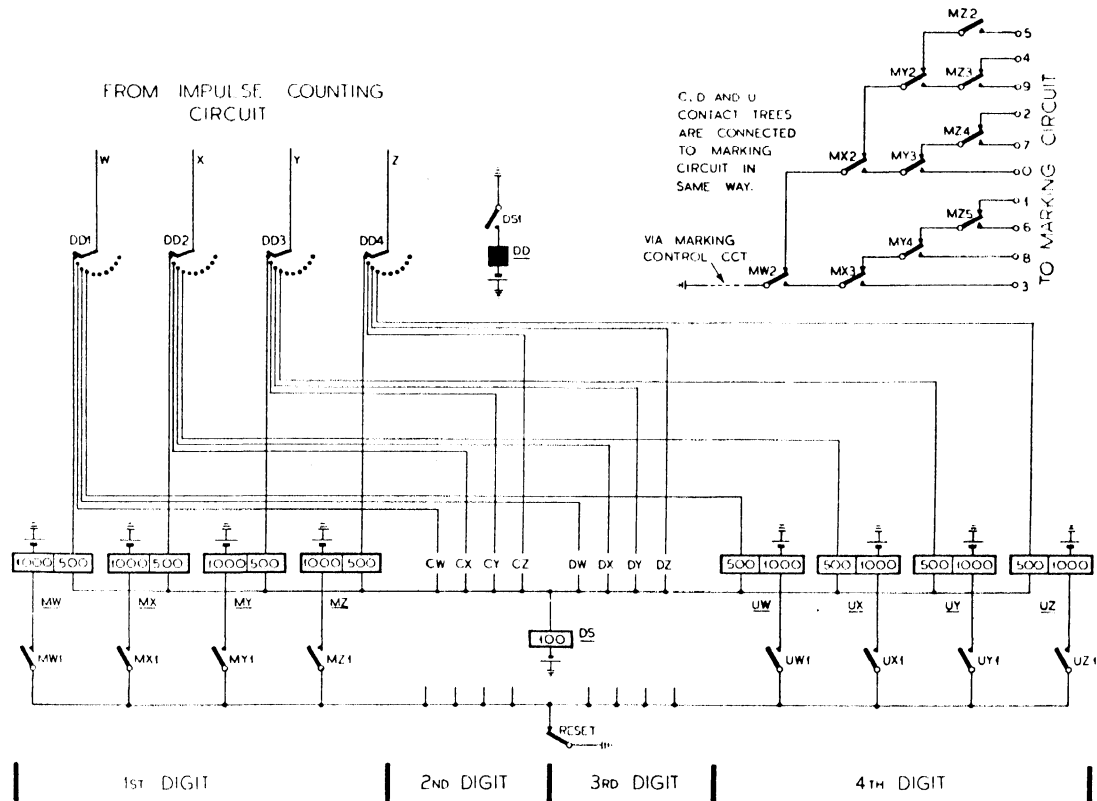 FROM IMPULSE COUNTING
CIRCUIT
W
X
Y
Z
DD1
DD2
DD3
DD4
DS1
DD
C, D AND U
CONTACT TREES
ARE CONNECTED
TO MARKING
CIRCUIT IN
SAME WAY.
VIA MARKING
CONTROL CCT
MW2
MX2
MX3
MY2
MY3
MY4
MZ2
MZ3
MZ4
MZ5
5
4
9
2
7
0
1
6
8
3
TO MARKING CIRCUIT
1000 500
1000 500
1000 500
1000 500
CW CX CY CZ
DW DX DY DZ
500 1000
500 1000
500 1000
500 1000
MW
MX
MY
MZ
100
DS
UW
UX
UY
UZ
MW1
MX1
MY1
MZ1
UW1
UX1
UY1
UZ1
RESET
1ST DIGIT
2ND DIGIT
3RD DIGIT
4TH DIGIT